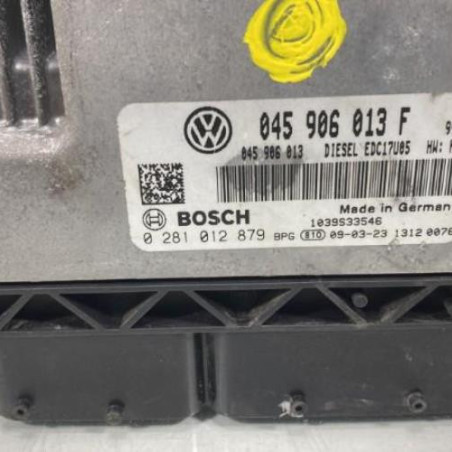 045 906 013 F
045 906 013 DIESEL EDC17U05 HW:
BOSCH
Made in German
1039S33546
0 281 012 879 BPG 810 09-03-23 1312